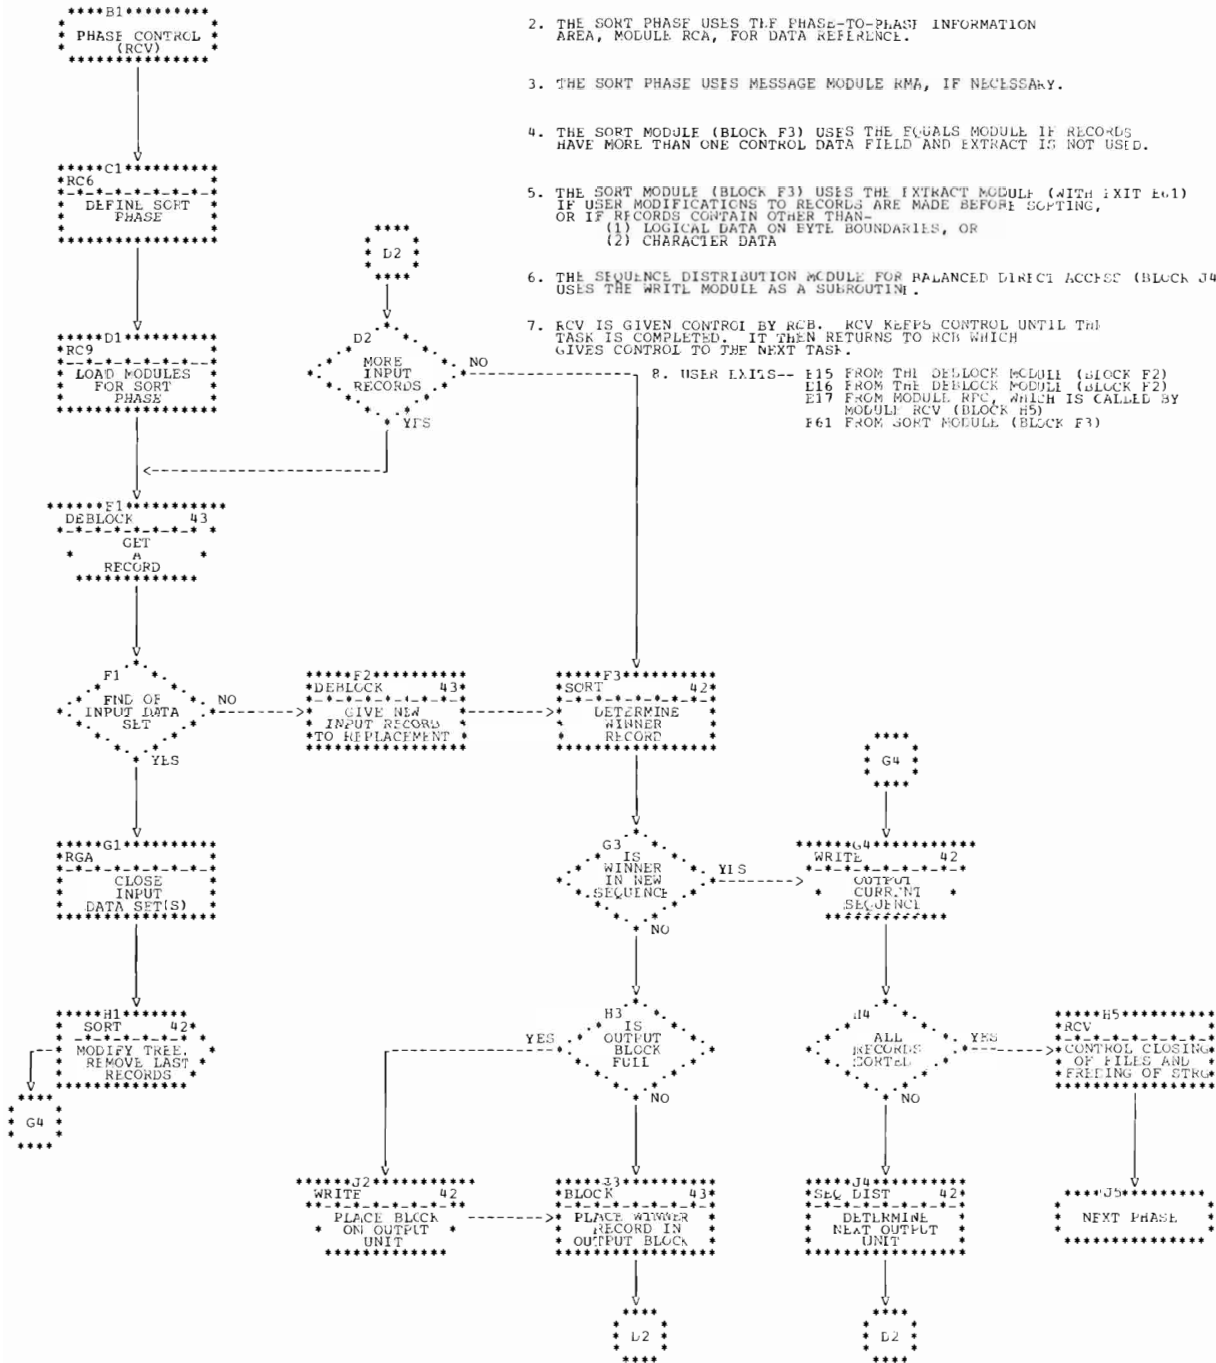 B1
PHASE CONTROL
(RCV)
2. THE SORT PHASE USES THE PHASE-TO-PHASE INFORMATION
AREA, MODULE RCA, FOR DATA REFERENCE.
3. THE SORT PHASE USES MESSAGE MODULE RMA, IF NECESSARY.
4. THE SORT MODULE (BLOCK F3) USES THE EQUALS MODULE IF RECORDS
HAVE MORE THAN ONE CONTROL DATA FIELD AND EXTRACT IS NOT USED.
5. THE SORT MODULE (BLOCK F3) USES THE EXTRACT MODULE (WITH EXIT E61)
IF USER MODIFICATIONS TO RECORDS ARE MADE BEFORE SORTING,
OR IF RECORDS CONTAIN OTHER THAN-
(1) LOGICAL DATA ON BYTE BOUNDARIES, OR
(2) CHARACTER DATA
6. THE SEQUENCE DISTRIBUTION MODULE FOR BALANCED DIRECT ACCESS (BLOCK J4
USES THE WRITE MODULE AS A SUBROUTINE.
7. RCV IS GIVEN CONTROL BY RCB. RCV KEEPS CONTROL UNTIL THE
TASK IS COMPLETED. IT THEN RETURNS TO RCB WHICH
GIVES CONTROL TO THE NEXT TASK.
8. USER EXITS-- E15 FROM THE DEBLOCK MODULE (BLOCK F2)
E16 FROM THE DEBLOCK MODULE (BLOCK F2)
E17 FROM MODULE RPC, WHICH IS CALLED BY
MODULE RCV (BLOCK H5)
E61 FROM SORT MODULE (BLOCK F3)
C1
RC6
DEFINE SORT
PHASE
D2
D1
RC9
LOAD MODULES
FOR SORT
PHASE
D2
MORE
INPUT
RECORDS
NO
YES
E1
DEBLOCK 43
GET
A
RECORD
F1
END OF
INPUT DATA
SET
NO
YES
F2
DEBLOCK 43
GIVE NEW
INPUT RECORD
TO REPLACEMENT
F3
SORT 42
DETERMINE
WINNER
RECORD
G4
G1
RGA
CLOSE
INPUT
DATA SET(S)
G3
IS
WINNER
IN NEW
SEQUENCE
YES
NO
G4
WRITE 42
OUTPUT
CURRENT
SEQUENCE
H1
SORT 42
MODIFY TREE,
REMOVE LAST
RECORDS
G4
H3
IS
OUTPUT
BLOCK
FULL
YES
NO
H4
ALL
RECORDS
SORTED
YES
NO
H5
RCV
CONTROL CLOSING
OF FILES AND
FREEING OF STRG
J2
WRITE 42
PLACE BLOCK
ON OUTPUT
UNIT
J3
BLOCK 43
PLACE WINNER
RECORD IN
OUTPUT BLOCK
J4
SEQ DIST 42
DETERMINE
NEXT OUTPUT
UNIT
J5
NEXT PHASE
D2
D2